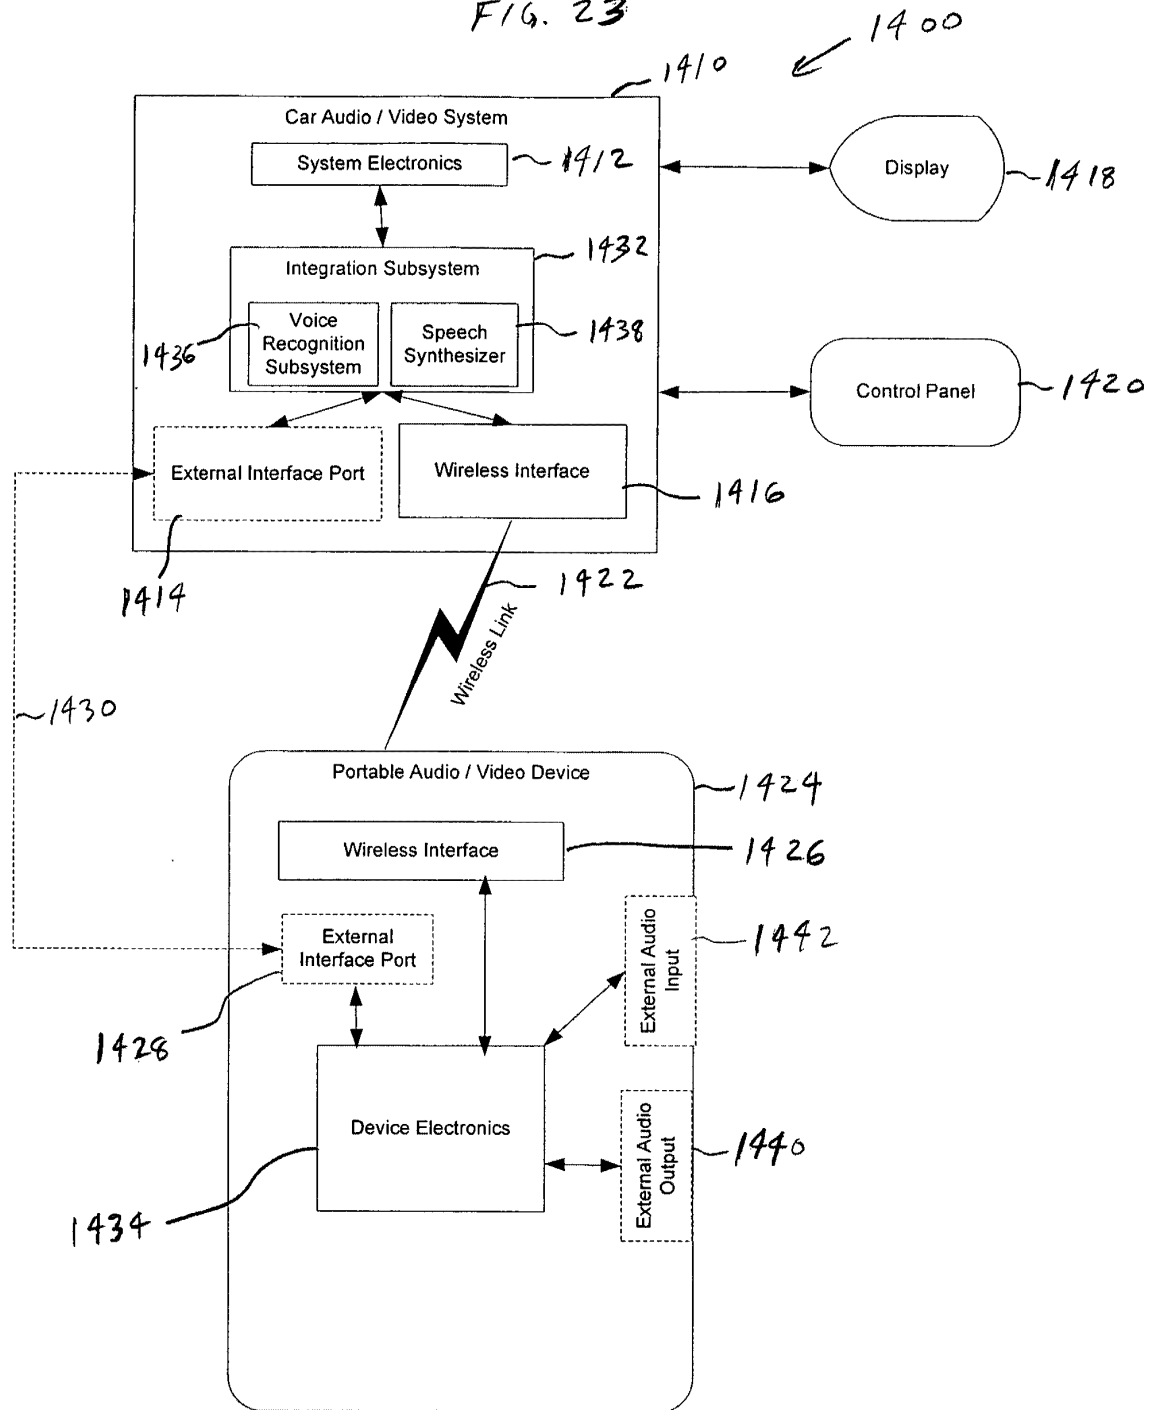 FIG. 23
1400
1410
Car Audio / Video System
System Electronics
1412
Display
1418
1432
Integration Subsystem
Voice
Recognition
Subsystem
1436
Speech
Synthesizer
1438
Control Panel
1420
External Interface Port
Wireless Interface
1416
1414
1422
Wireless Link
1430
Portable Audio / Video Device
1424
Wireless Interface
1426
External
Interface Port
1428
External Audio
Input
1442
Device Electronics
1434
External Audio
Output
1440